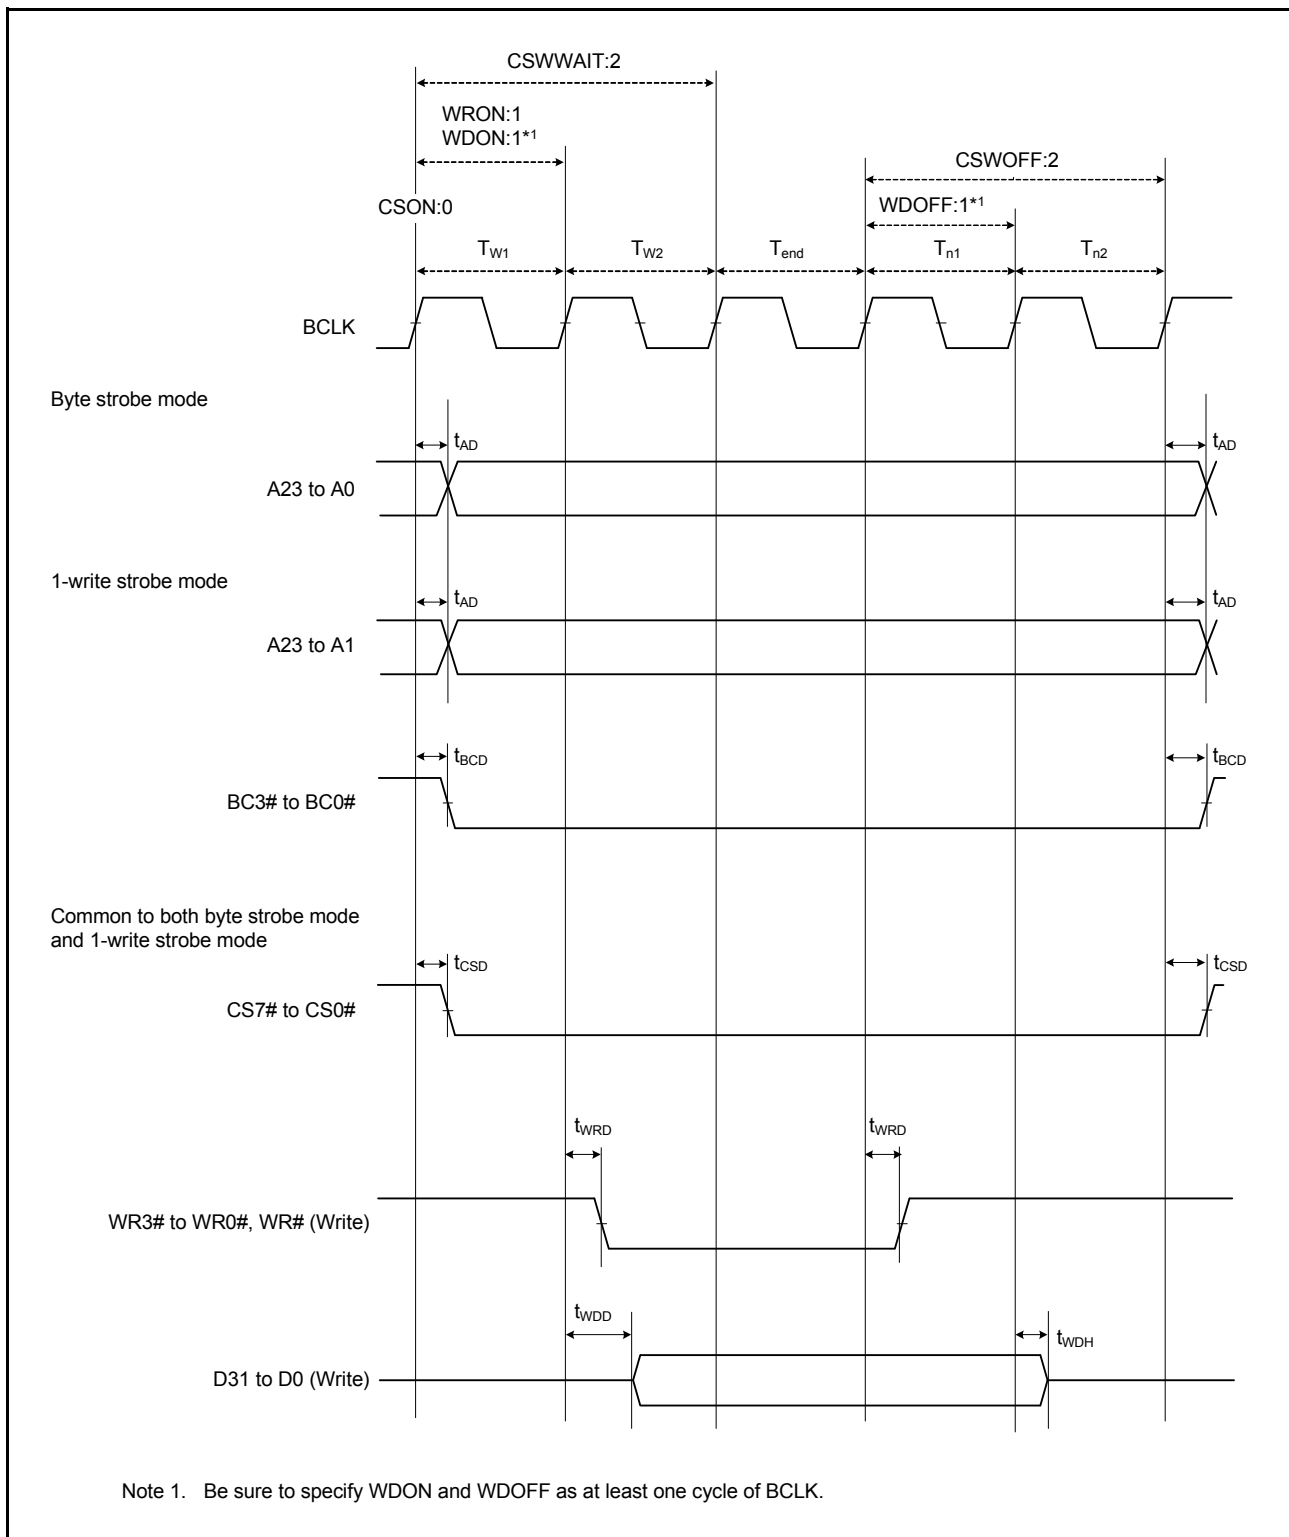 CSWWAIT:2
WRON:1
WDON:1*1
CSWOFF:2
WDOFF:1*1
CSON:0
TW1 TW2 Tend Tn1 Tn2
BCLK
Byte strobe mode
tAD tAD
A23 to A0
1-write strobe mode
tAD tAD
A23 to A1
tBCD tBCD
BC3# to BC0#
Common to both byte strobe mode
and 1-write strobe mode
tCSD tCSD
CS7# to CS0#
tWRD tWRD
WR3# to WR0#, WR# (Write)
tWDD tWDH
D31 to D0 (Write)
Note 1. Be sure to specify WDON and WDOFF as at least one cycle of BCLK.